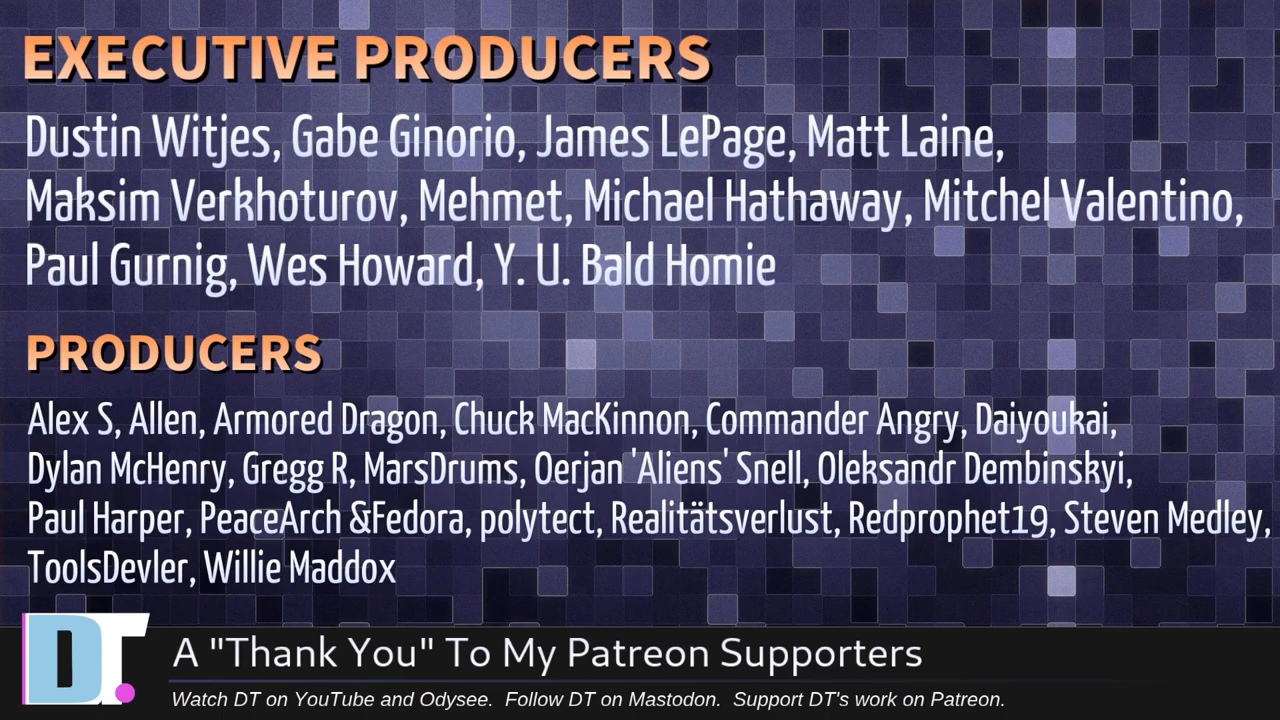 EXECUTIVE PRODUCERS
Dustin Witjes, Gabe Ginorio, James LePage, Matt Laine,
Maksim Verkhoturov, Mehmet, Michael Hathaway, Mitchel Valentino,
Paul Gurnig, Wes Howard, Y. U. Bald Homie
PRODUCERS
Alex S, Allen, Armored Dragon, Chuck MacKinnon, Commander Angry, Daiyoukai,
Dylan McHenry, Gregg R, MarsDrums, Oerjan 'Aliens' Snell, Oleksandr Dembinskyi,
Paul Harper, PeaceArch &Fedora, polytect, Realitätsverlust, Redprophet19, Steven Medley,
ToolsDevler, Willie Maddox
DT
A "Thank You" To My Patreon Supporters
Watch DT on YouTube and Odysee.  Follow DT on Mastodon.  Support DT's work on Patreon.